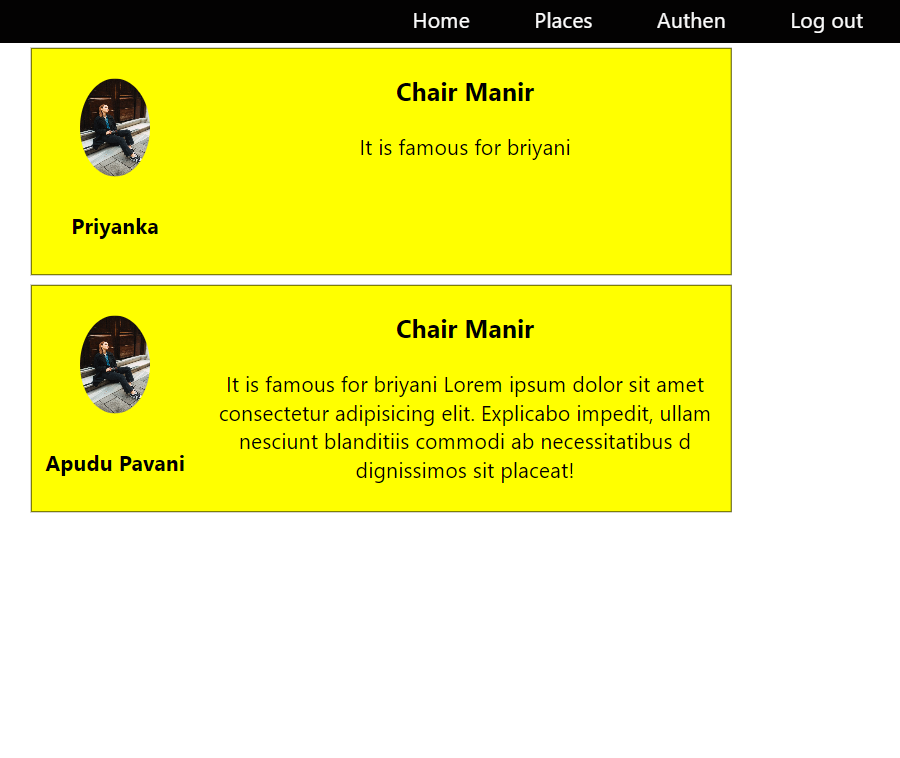 Home Places Authen Log out
Chair Manir
It is famous for briyani
Priyanka
Chair Manir
It is famous for briyani Lorem ipsum dolor sit amet
consectetur adipisicing elit. Explicabo impedit, ullam
nesciunt blanditiis commodi ab necessitatibus d
dignissimos sit placeat!
Apudu Pavani